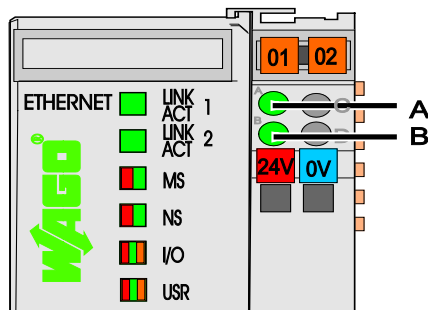 01 02
ETHERNET LINK ACT 1
LINK ACT 2
MS
NS
I/O
USR
WAGO®
A C A
B D B
24V 0V